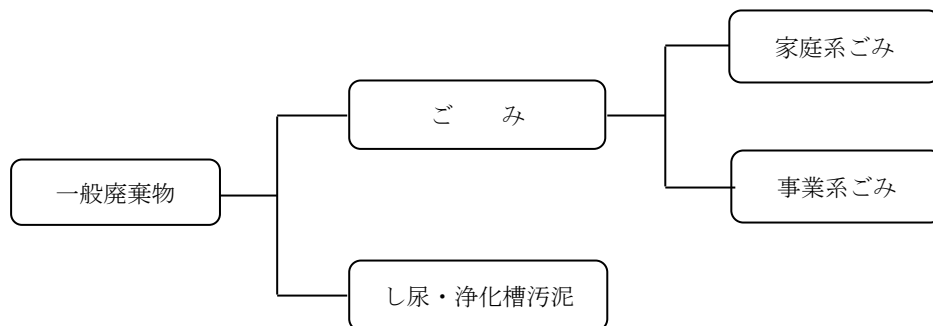 家庭系ごみ
ご　　み
事業系ごみ
一般廃棄物
し尿・浄化槽汚泥